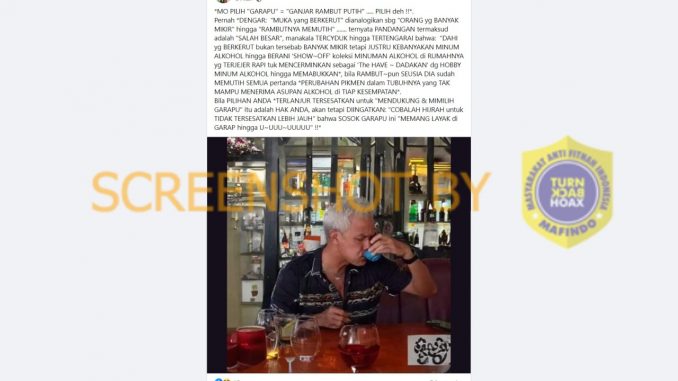 *MO PILIH "GARAPU" = "GANJAR RAMBUT PUTIH" ..... PILIH deh !!*.
Pernah *DENGAR: "MUKA yang BERKERUT" dianalogikan sbg "ORANG yg BANYAK
MIKIR" hingga "RAMBUTNYA MEMUTIH" ,,,,,, ternyata PANDANGAN termaksud
adalah "SALAH BESAR", manakala TERCYDUK hingga TERTENGARAI bahwa: "DAHI
yg BERKERUT bukan tersebab BANYAK MIKIR tetapi JUSTRU KEBANYAKAN MINUM
ALKOHOL hingga BERANI 'SHOW~OFF' koleksi MINUMAN ALKOHOL di RUMAHNYA
yg TERJEJER RAPI tuk MENCERMINKAN sebagai 'The HAVE ~ DADAKAN' dg HOBBY
MINUM ALKOHOL hingga MEMABUKKAN", bila RAMBUT~PUN SEUSIA DIA sudah
MEMUTIH SEMUA pertanda *PERUBAHAN PIKMEN dalam TUBUHNYA yang TAK
MAMPU MENERIMA ASUPAN ALKOHOL di TIAP KESEMPATAN*.
BIla PILIHAN ANDA *TERLANJUR TERSESATKAN untuk "MENDUKUNG & MIMILIH
GARAPU" itu adalah HAK ANDA, akan tetapi DIINGATKAN: "COBALAH HIJRAH untuk
TIDAK TERSESATKAN LEBIH JAUH" bahwa SOSOK GARAPU ini "MEMANG LAYAK di
GARAP hingga U~UUU~UUUUU" !!*
SCREENSHOT BY
MASYARAKAT ANTI FITNAH INDONESIA
TURN
BACK
HOAX
MAFINDO